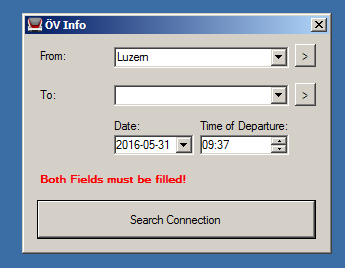 ÖV Info
From:
Luzern
>
To:
>
Date:
Time of Departure:
2016-05-31
09:37
Both Fields must be filled!
Search Connection